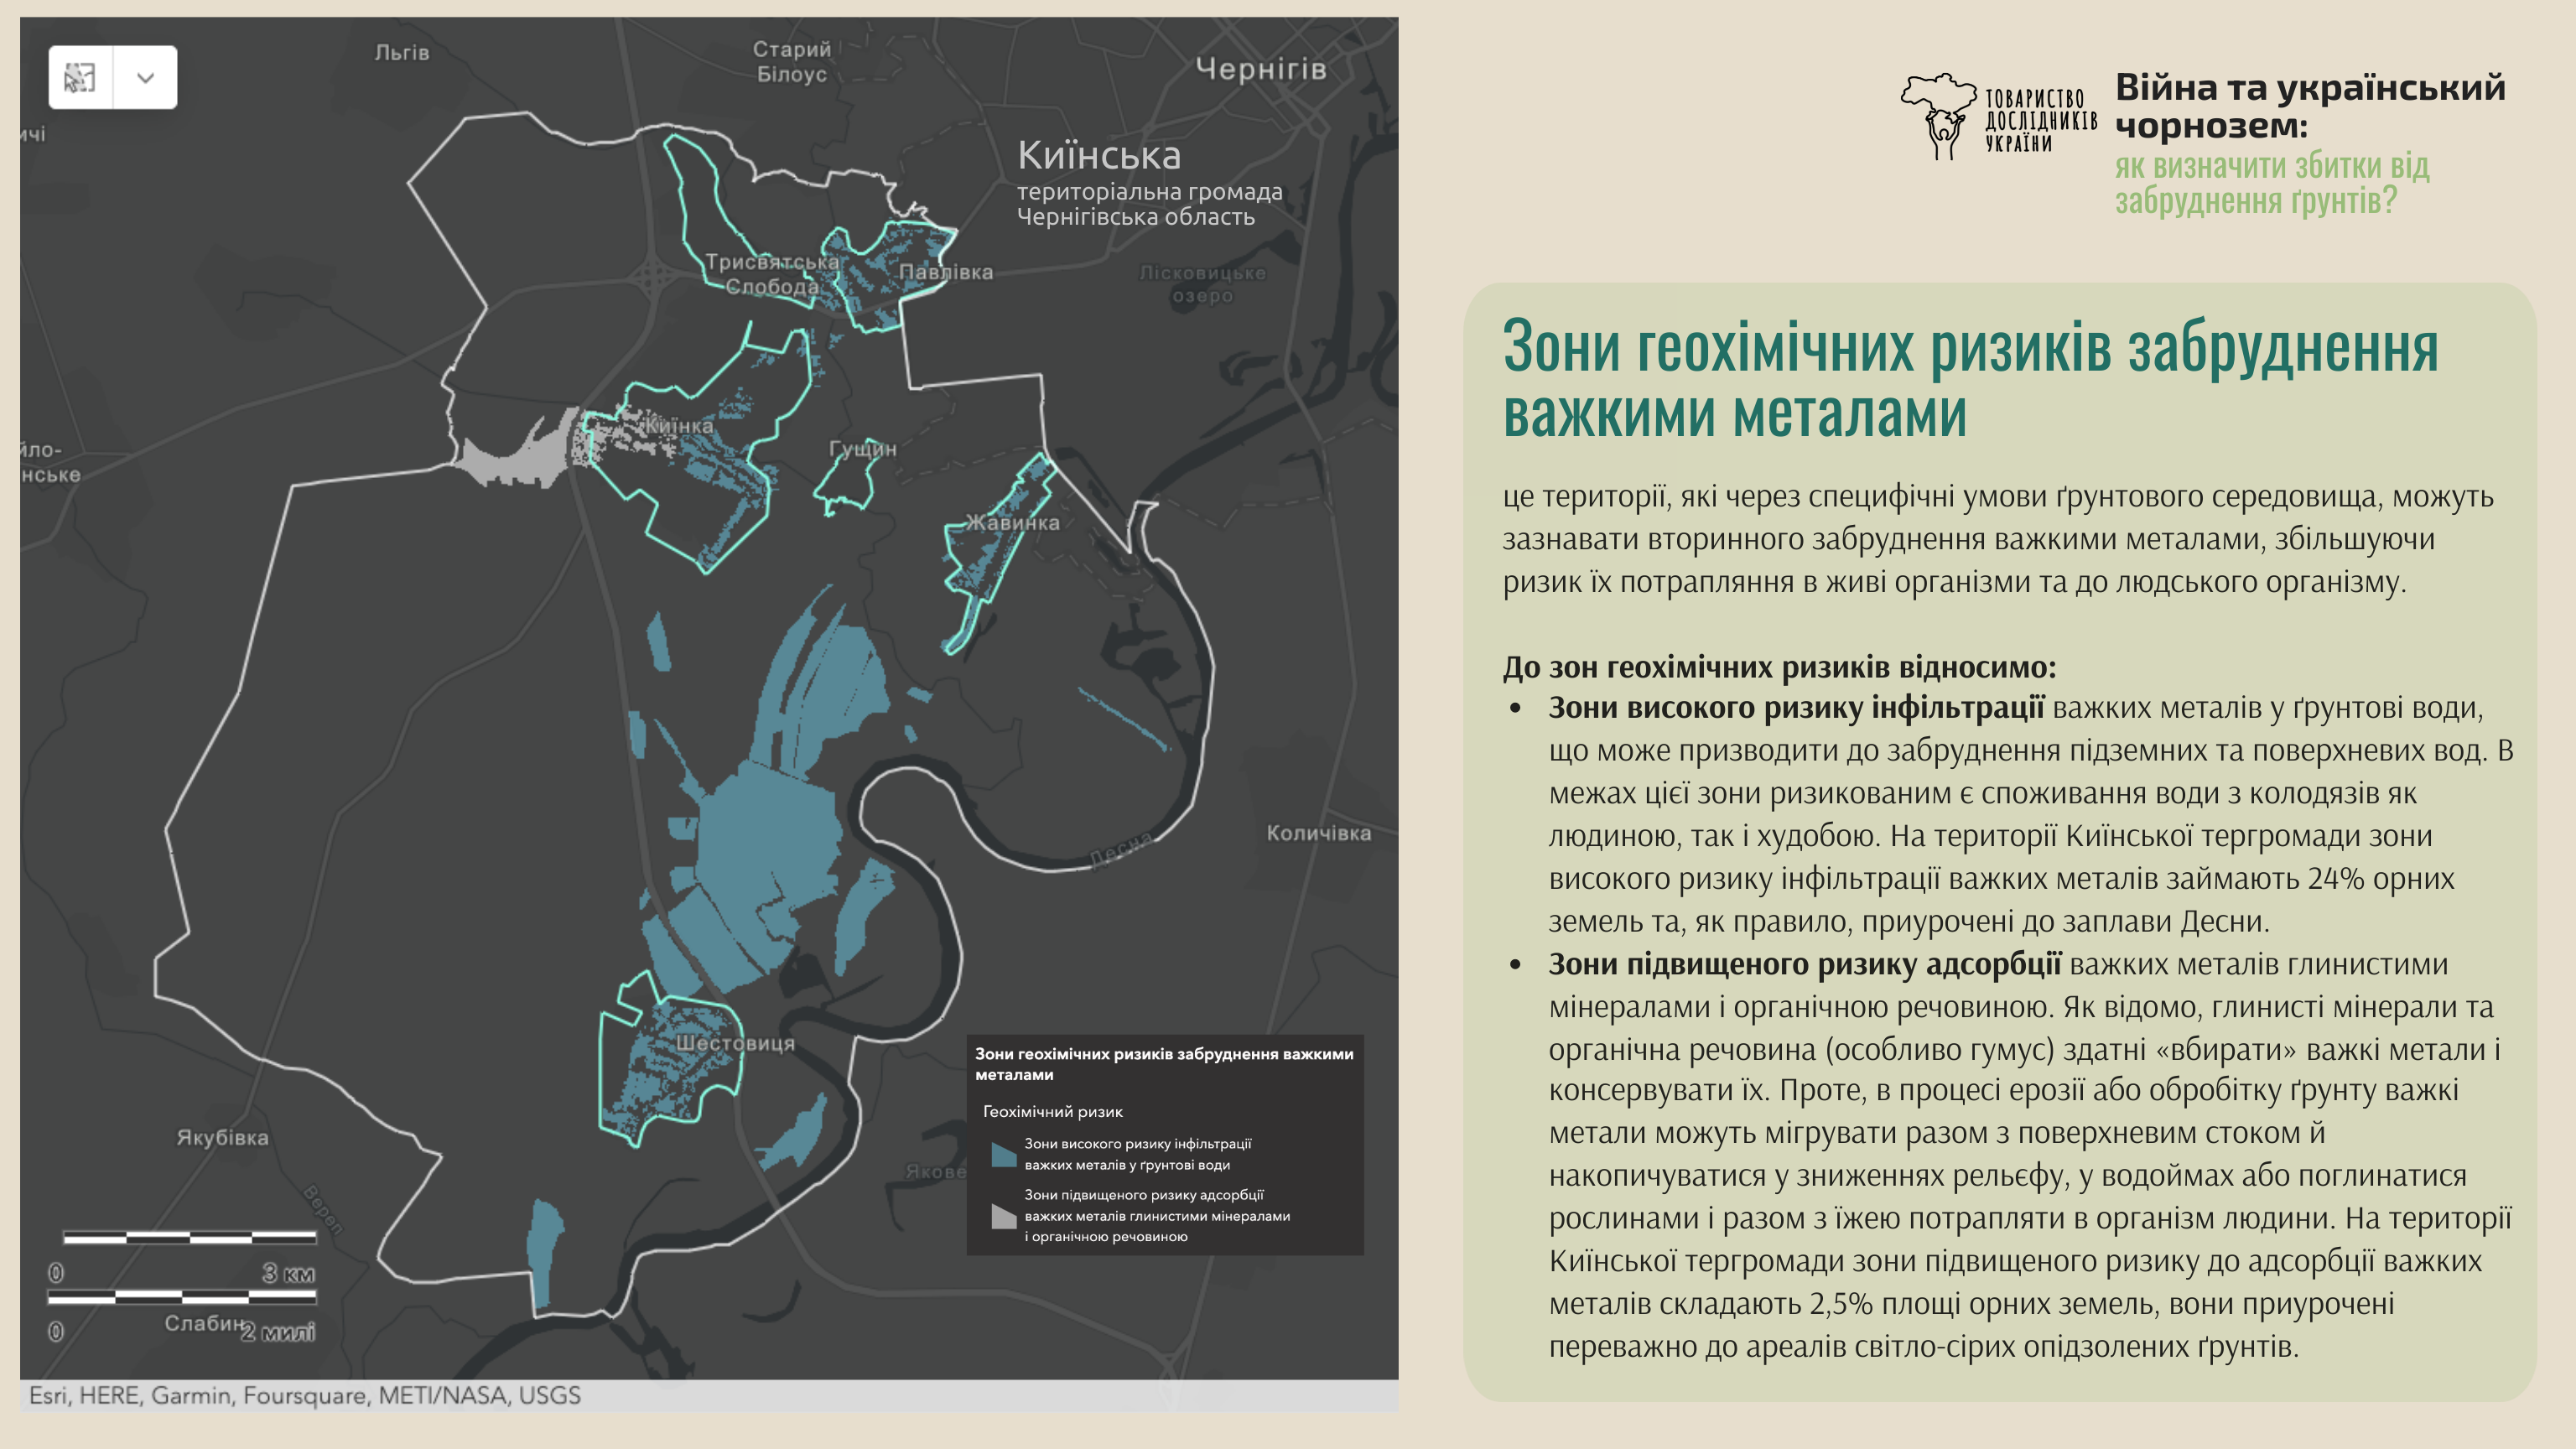 Льгів
Старий
Білоус
Чернігів
Київська
територіальна громада
Чернігівська область
Трисвятська
Слобода
Павлівка
Лісковицьке
озеро
Київка
Гущин
Жавинка
нське
Десна
Количівка
Шестовиця
Якубівка
Зони геохімічних ризиків забруднення важкими
металами
Геохімічний ризик
Зони високого ризику інфільтрації
важких металів у ґрунтові води
Зони підвищеного ризику адсорбції
важких металів глинистими мінералами
і органічною речовиною
0 3 км
Слабин
0 2 милі
Esri, HERE, Garmin, Foursquare, METI/NASA, USGS
ТОВАРИСТВО
ДОСЛІДНИКІВ
УКРАЇНИ
Війна та український
чорнозем:
як визначити збитки від
забруднення ґрунтів?
Зони геохімічних ризиків забруднення
важкими металами
це території, які через специфічні умови ґрунтового середовища, можуть
зазнавати вторинного забруднення важкими металами, збільшуючи
ризик їх потрапляння в живі організми та до людського організму.
До зон геохімічних ризиків відносимо:
• Зони високого ризику інфільтрації важких металів у ґрунтові води,
що може призводити до забруднення підземних та поверхневих вод. В
межах цієї зони ризикованим є споживання води з колодязів як
людиною, так і худобою. На території Київської тергромади зони
високого ризику інфільтрації важких металів займають 24% орних
земель та, як правило, приурочені до заплави Десни.
• Зони підвищеного ризику адсорбції важких металів глинистими
мінералами і органічною речовиною. Як відомо, глинисті мінерали та
органічна речовина (особливо гумус) здатні «вбирати» важкі метали і
консервувати їх. Проте, в процесі ерозії або обробітку ґрунту важкі
метали можуть мігрувати разом з поверхневим стоком й
накопичуватися у зниженнях рельєфу, у водоймах або поглинатися
рослинами і разом з їжею потрапляти в організм людини. На території
Київської тергромади зони підвищеного ризику до адсорбції важких
металів складають 2,5% площі орних земель, вони приурочені
переважно до ареалів світло-сірих опідзолених ґрунтів.